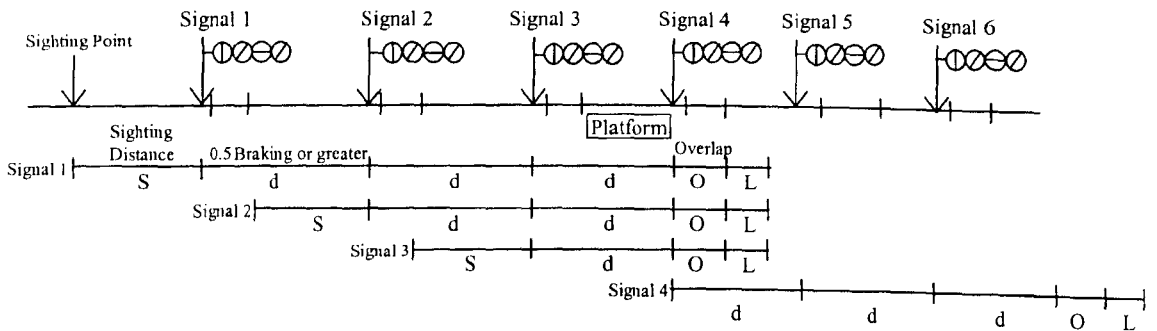 Signal 1
Signal 2
Signal 3
Signal 4
Signal 5
Signal 6
Sighting Point
Platform
Sighting
Distance
0.5 Braking or greater
Overlap
Signal 1
S
d
d
d
O
L
Signal 2
S
d
d
O
L
Signal 3
S
d
O
L
Signal 4
d
d
d
O
L